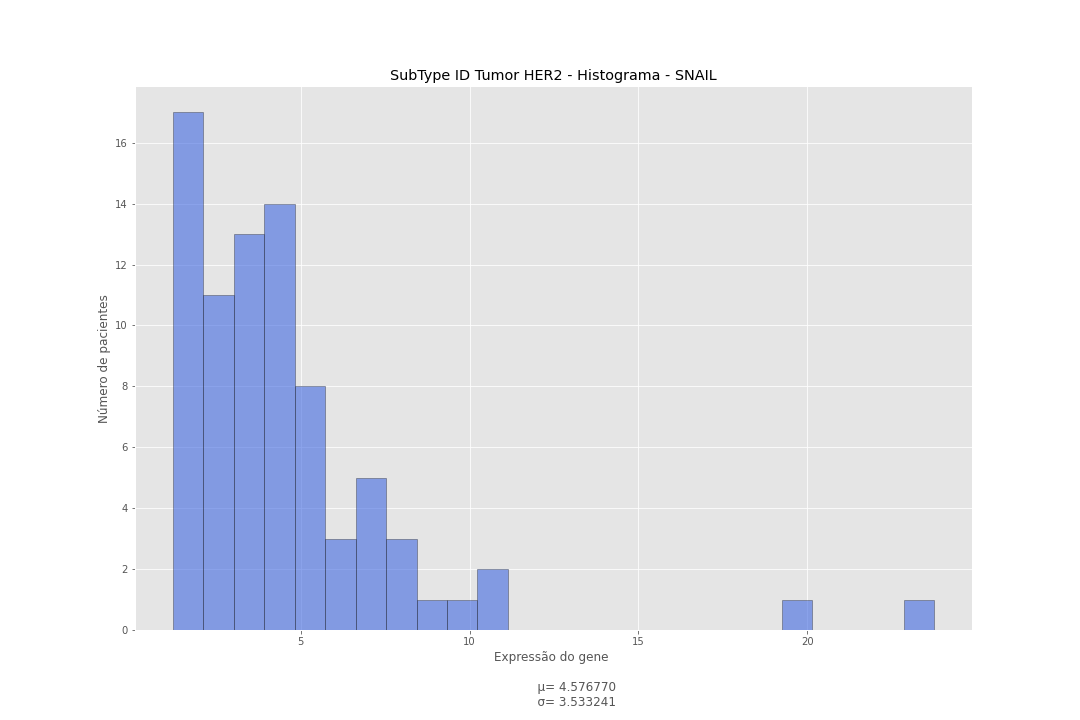 SubType ID Tumor HER2 - Histograma - SNAIL
16
14
12
10
8
6
4
2
0
Número de pacientes
5
10
15
20
Expressão do gene
μ= 4.576770
σ= 3.533241